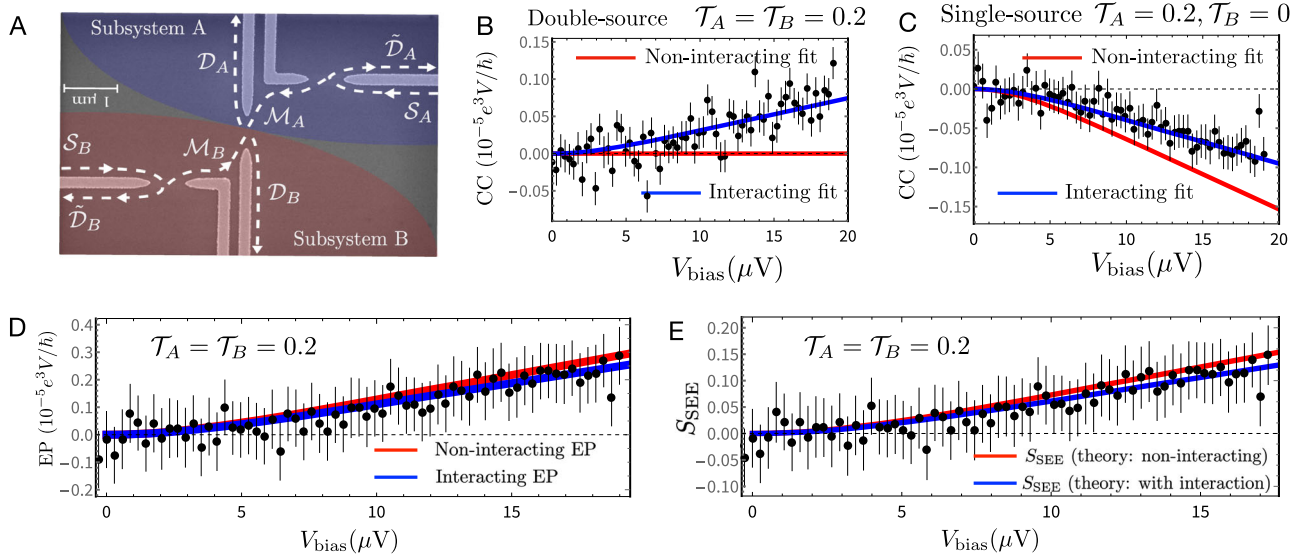 A
Subsystem A
𝒟_A
𝒟̃_A
1 μm
ℳ_A
𝒮_A
𝒮_B
ℳ_B
𝒟_B
𝒟̃_B
Subsystem B
B
Double-source 𝒯_A = 𝒯_B = 0.2
CC (10⁻⁵e³V/ℏ)
0.15
0.10
0.05
0.00
−0.05
Non-interacting fit
Interacting fit
0 5 10 15 20
V_bias(μV)
C
Single-source 𝒯_A = 0.2, 𝒯_B = 0
CC (10⁻⁵e³V/ℏ)
0.05
0.00
−0.05
−0.10
−0.15
Non-interacting fit
Interacting fit
0 5 10 15 20
V_bias(μV)
D
𝒯_A = 𝒯_B = 0.2
EP (10⁻⁵e³V/ℏ)
0.4
0.3
0.2
0.1
0.0
−0.1
−0.2
Non-interacting EP
Interacting EP
0 5 10 15
V_bias(μV)
E
𝒯_A = 𝒯_B = 0.2
S_SEE
0.20
0.15
0.10
0.05
0.00
−0.05
−0.10
S_SEE (theory: non-interacting)
S_SEE (theory: with interaction)
0 5 10 15
V_bias(μV)